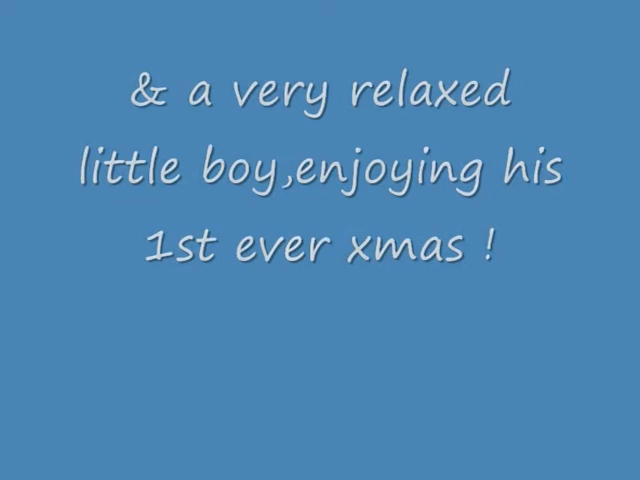 & a very relaxed
little boy,enjoying his
1st ever xmas !